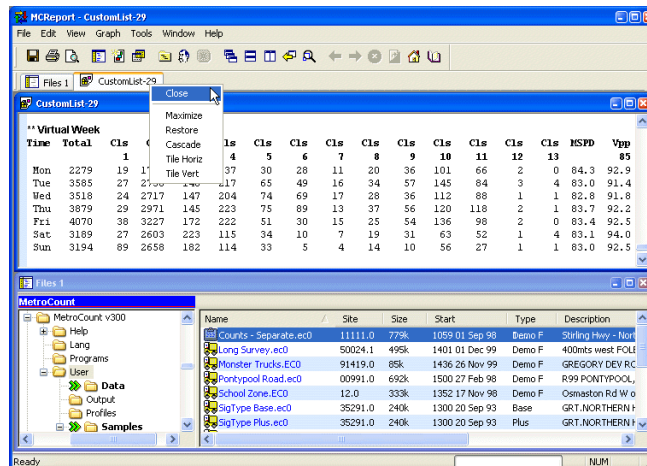 MCReport - CustomList-29
File Edit View Graph Tools Window Help
Files 1 CustomList-29
Close
Maximize
Restore
Cascade
Tile Horiz
Tile Vert
CustomList-29
** Virtual Week
Time Total Cls Cls Cls Cls Cls Cls Cls Cls Cls Cls MSPD Vpp
1 4 5 6 7 8 9 10 11 12 13 85
Mon 2279 19 37 30 28 11 20 36 101 66 2 0 84.3 92.9
Tue 3585 27 2738 148 217 65 49 16 34 57 145 84 3 4 83.0 91.4
Wed 3518 24 2717 147 204 74 69 17 28 36 112 88 1 1 82.8 91.8
Thu 3879 29 2971 145 223 75 89 13 37 56 120 118 2 1 83.7 92.2
Fri 4070 38 3227 172 222 51 30 15 25 54 136 98 2 0 83.4 92.5
Sat 3189 27 2603 223 115 34 10 7 19 31 63 52 1 4 83.1 94.0
Sun 3194 89 2658 182 114 33 5 4 14 10 56 27 1 1 83.0 92.5
Files 1
MetroCount
MetroCount v300
Help
Lang
Programs
User
Data
Output
Profiles
Samples
Name Site Size Start Type Description
Counts - Separate.ec0 11111.0 779k 1059 01 Sep 98 Demo F Stirling Hwy - Nort
Long Survey.ec0 50024.1 495k 1401 01 Dec 99 Demo F 400mts west FOLE
Monster Trucks.EC0 91419.0 85k 1436 26 Nov 99 Demo F GREGORY DEV RC
Pontypool Road.ec0 00991.0 692k 1500 27 Feb 98 Demo F R99 PONTYPOOL,
School Zone.EC0 12.0 333k 1352 17 Nov 98 Demo F Osmaston Rd W o
SigType Base.ec0 35291.0 240k 1300 20 Sep 93 Base GRT.NORTHERN H
SigType Plus.ec0 35291.0 240k 1300 20 Sep 93 Plus GRT.NORTHERN H
Ready NUM